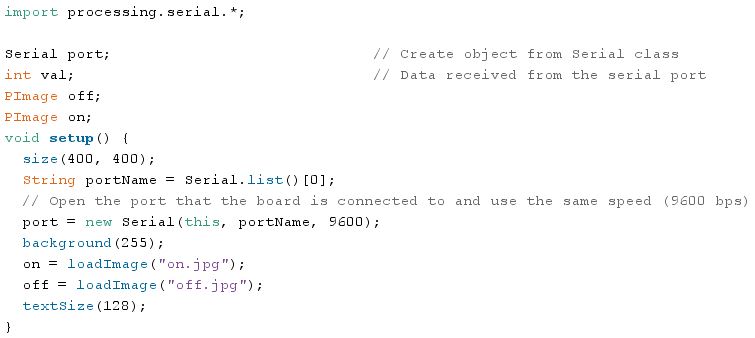 import processing.serial.*;

Serial port;                             // Create object from Serial class
int val;                                 // Data received from the serial port
PImage off;
PImage on;
void setup() {
  size(400, 400);
  String portName = Serial.list()[0];
  // Open the port that the board is connected to and use the same speed (9600 bps)
  port = new Serial(this, portName, 9600);
  background(255);
  on = loadImage("on.jpg");
  off = loadImage("off.jpg");
  textSize(128);
}